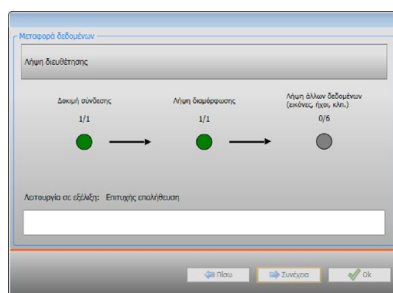 Μεταφορά δεδομένων
Λήψη διευθέτησης
Δοκιμή σύνδεσης
Λήψη διαμόρφωσης
Λήψη άλλων δεδομένων
(εικόνες, ήχοι, κλπ.)
1/1
1/1
0/6
Λειτουργία σε εξέλιξη: Επιτυχής επαλήθευση
Πίσω
Συνέχεια
Ok